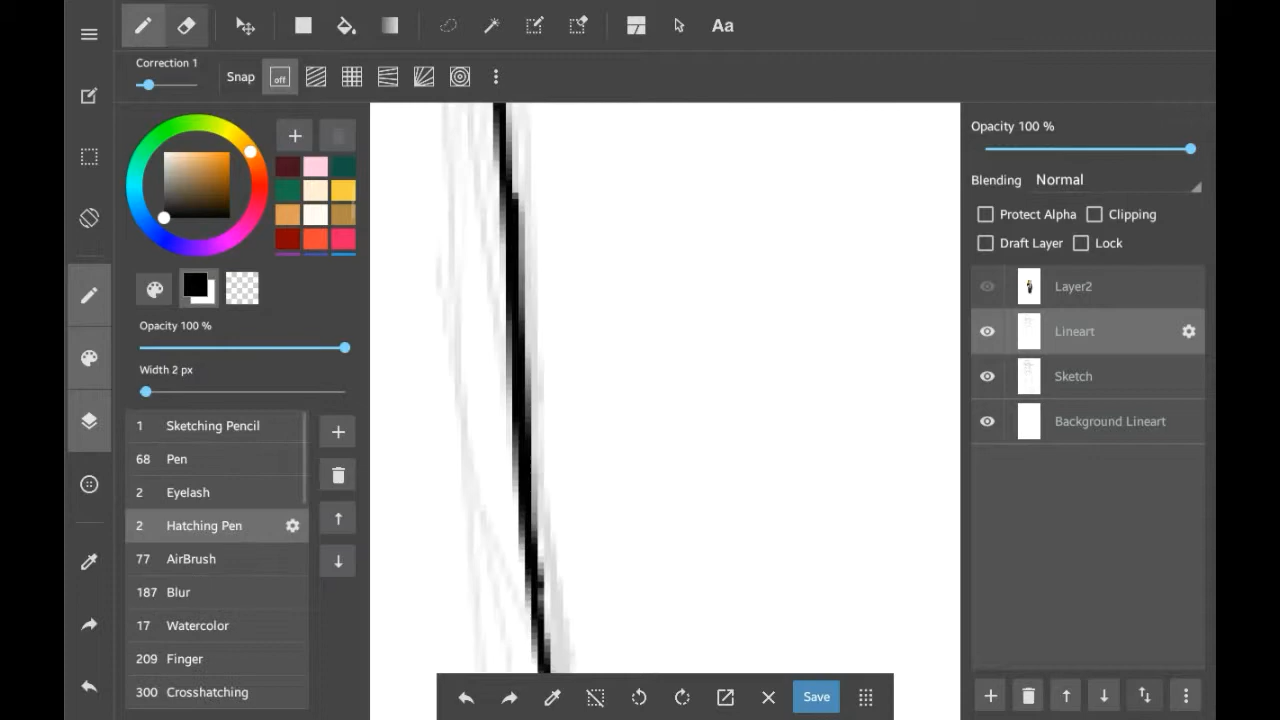 Aa
Correction 1
Snap
off
Opacity 100 %
Width 2 px
1 Sketching Pencil
68 Pen
2 Eyelash
2 Hatching Pen
77 AirBrush
187 Blur
17 Watercolor
209 Finger
300 Crosshatching
Save
Opacity 100 %
Blending Normal
Protect Alpha Clipping
Draft Layer Lock
Layer2
Lineart
Sketch
Background Lineart